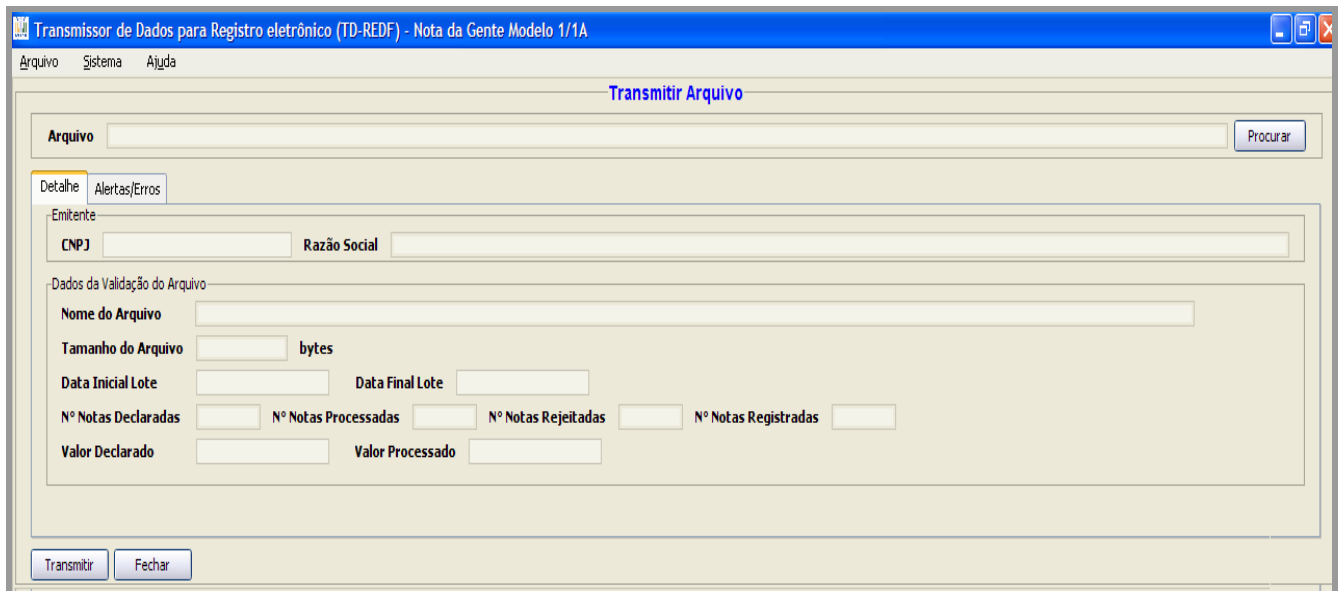 Transmissor de Dados para Registro eletrônico (TD-REDF) - Nota da Gente Modelo 1/1A
Arquivo Sistema Ajuda
Transmitir Arquivo
Arquivo Procurar
Detalhe Alertas/Erros
Emitente
CNPJ Razão Social
Dados da Validação do Arquivo
Nome do Arquivo
Tamanho do Arquivo bytes
Data Inicial Lote Data Final Lote
Nº Notas Declaradas Nº Notas Processadas Nº Notas Rejeitadas Nº Notas Registradas
Valor Declarado Valor Processado
Transmitir Fechar